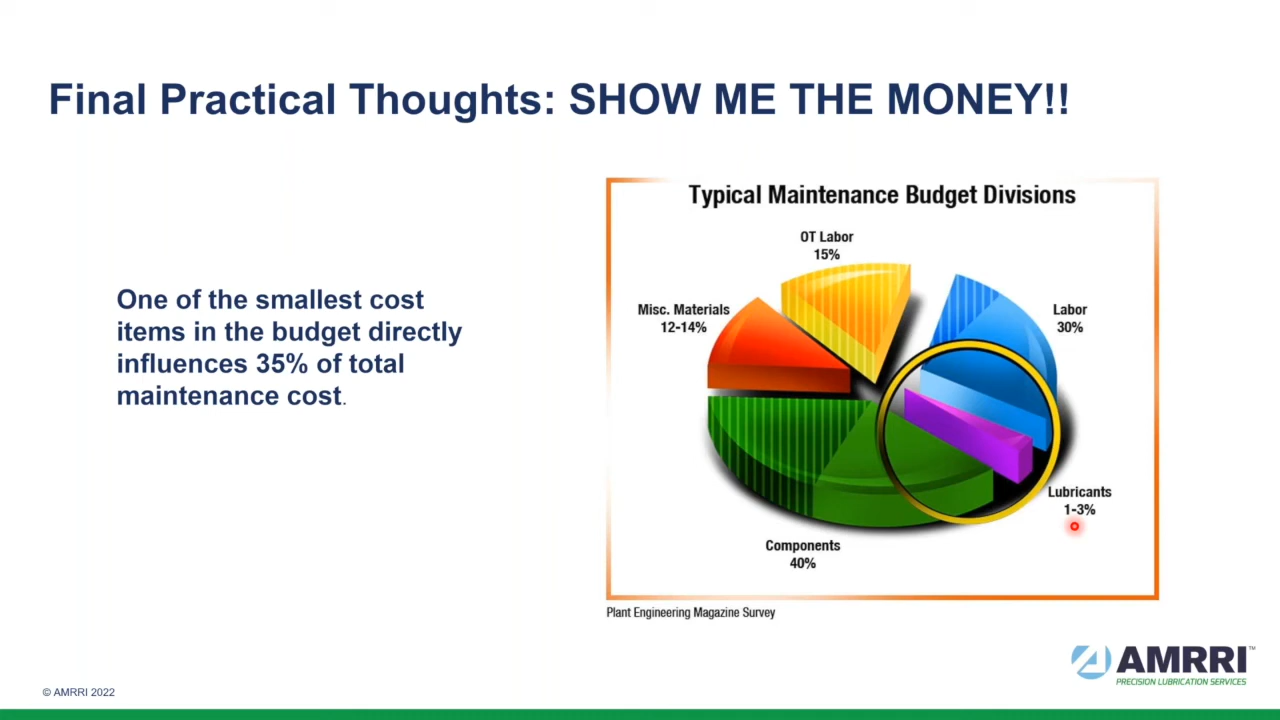 Final Practical Thoughts: SHOW ME THE MONEY!!
One of the smallest cost
items in the budget directly
influences 35% of total
maintenance cost.
Typical Maintenance Budget Divisions
OT Labor
15%
Misc. Materials
12-14%
Labor
30%
Lubricants
1-3%
Components
40%
Plant Engineering Magazine Survey
AMRRI™
PRECISION LUBRICATION SERVICES
© AMRRI 2022